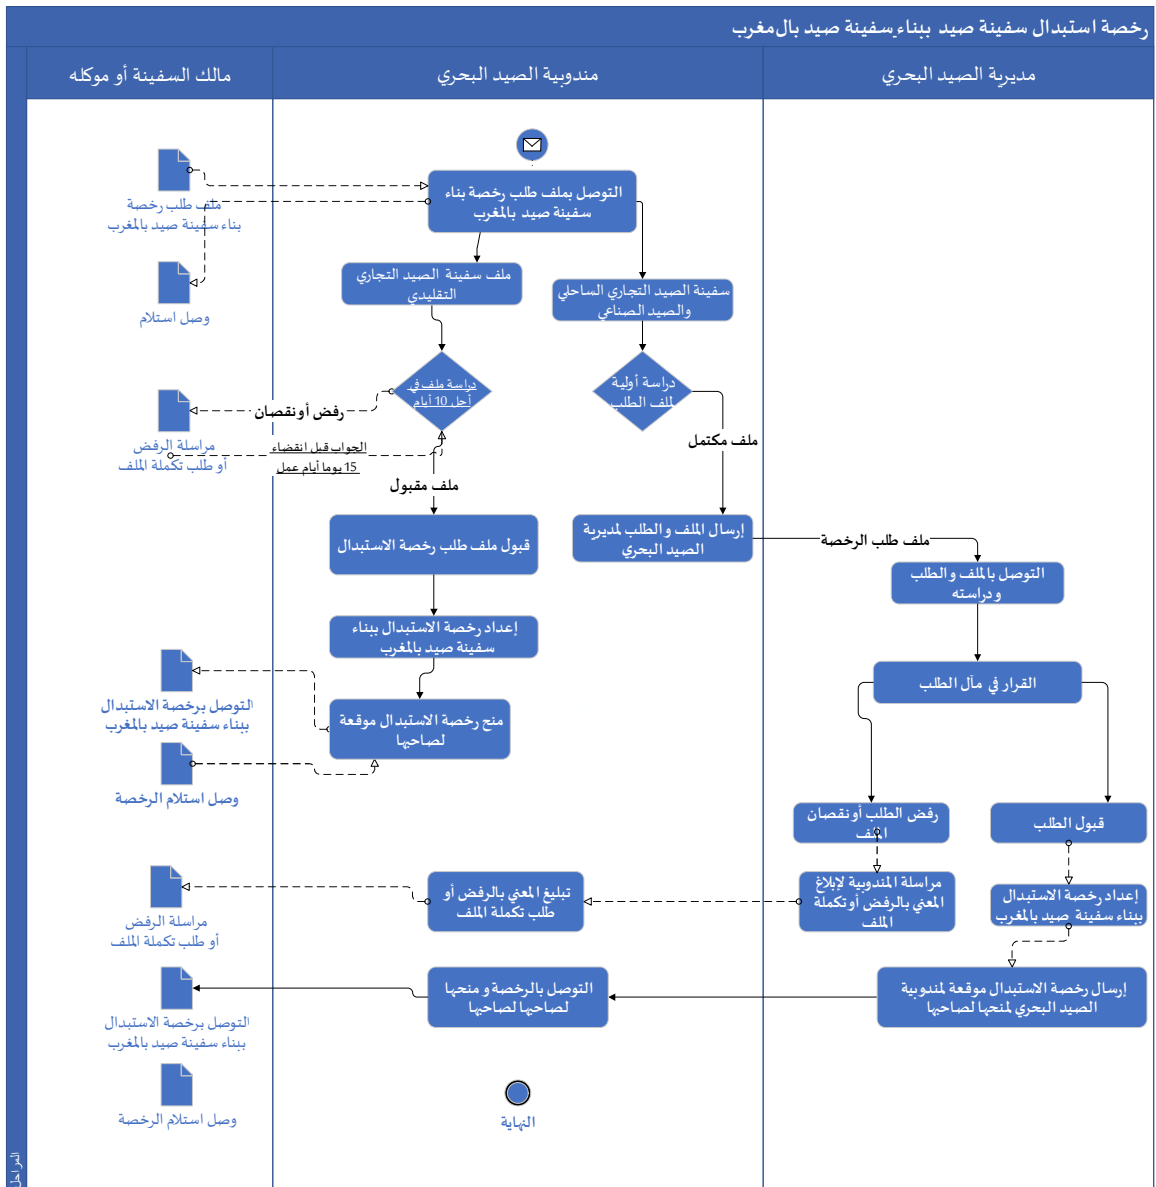 رخصة استبدال سفينة صيد ببناء سفينة صيد بالمغرب
مديرية الصيد البحري
مندوبية الصيد البحري
مالك السفينة أو موكله
التوصل بملف طلب رخصة بناء
سفينة صيد بالمغرب
ملف طلب رخصة
بناء سفينة صيد بالمغرب
ملف سفينة الصيد التجاري
التقليدي
سفينة الصيد التجاري الساحلي
والصيد الصناعي
وصل استلام
دراسة أولية
لملف الطلب
دراسة ملف في
أجل 10 أيام
رفض أو نقصان
ملف مكتمل
مراسلة الرفض
أو طلب تكملة الملف
الجواب قبل انقضاء
15 يوما أيام عمل
ملف مقبول
إرسال الملف والطلب لمديرية
الصيد البحري
قبول ملف طلب رخصة الاستبدال
ملف طلب الرخصة
التوصل بالملف والطلب
ودراسته
إعداد رخصة الاستبدال ببناء
سفينة صيد بالمغرب
القرار في مآل الطلب
التوصل برخصة الاستبدال
ببناء سفينة صيد بالمغرب
منح رخصة الاستبدال موقعة
لصاحبها
وصل استلام الرخصة
قبول الطلب
رفض الطلب أو نقصان
الملف
إعداد رخصة الاستبدال
ببناء سفينة صيد بالمغرب
مراسلة المندوبية لإبلاغ
المعني بالرفض أو تكملة
الملف
تبليغ المعني بالرفض أو
طلب تكملة الملف
مراسلة الرفض
أو طلب تكملة الملف
إرسال رخصة الاستبدال موقعة لمندوبية
الصيد البحري لمنحها لصاحبها
التوصل بالرخصة و منحها
لصاحبها لصاحبها
التوصل برخصة الاستبدال
ببناء سفينة صيد بالمغرب
وصل استلام الرخصة
النهاية
المراحل